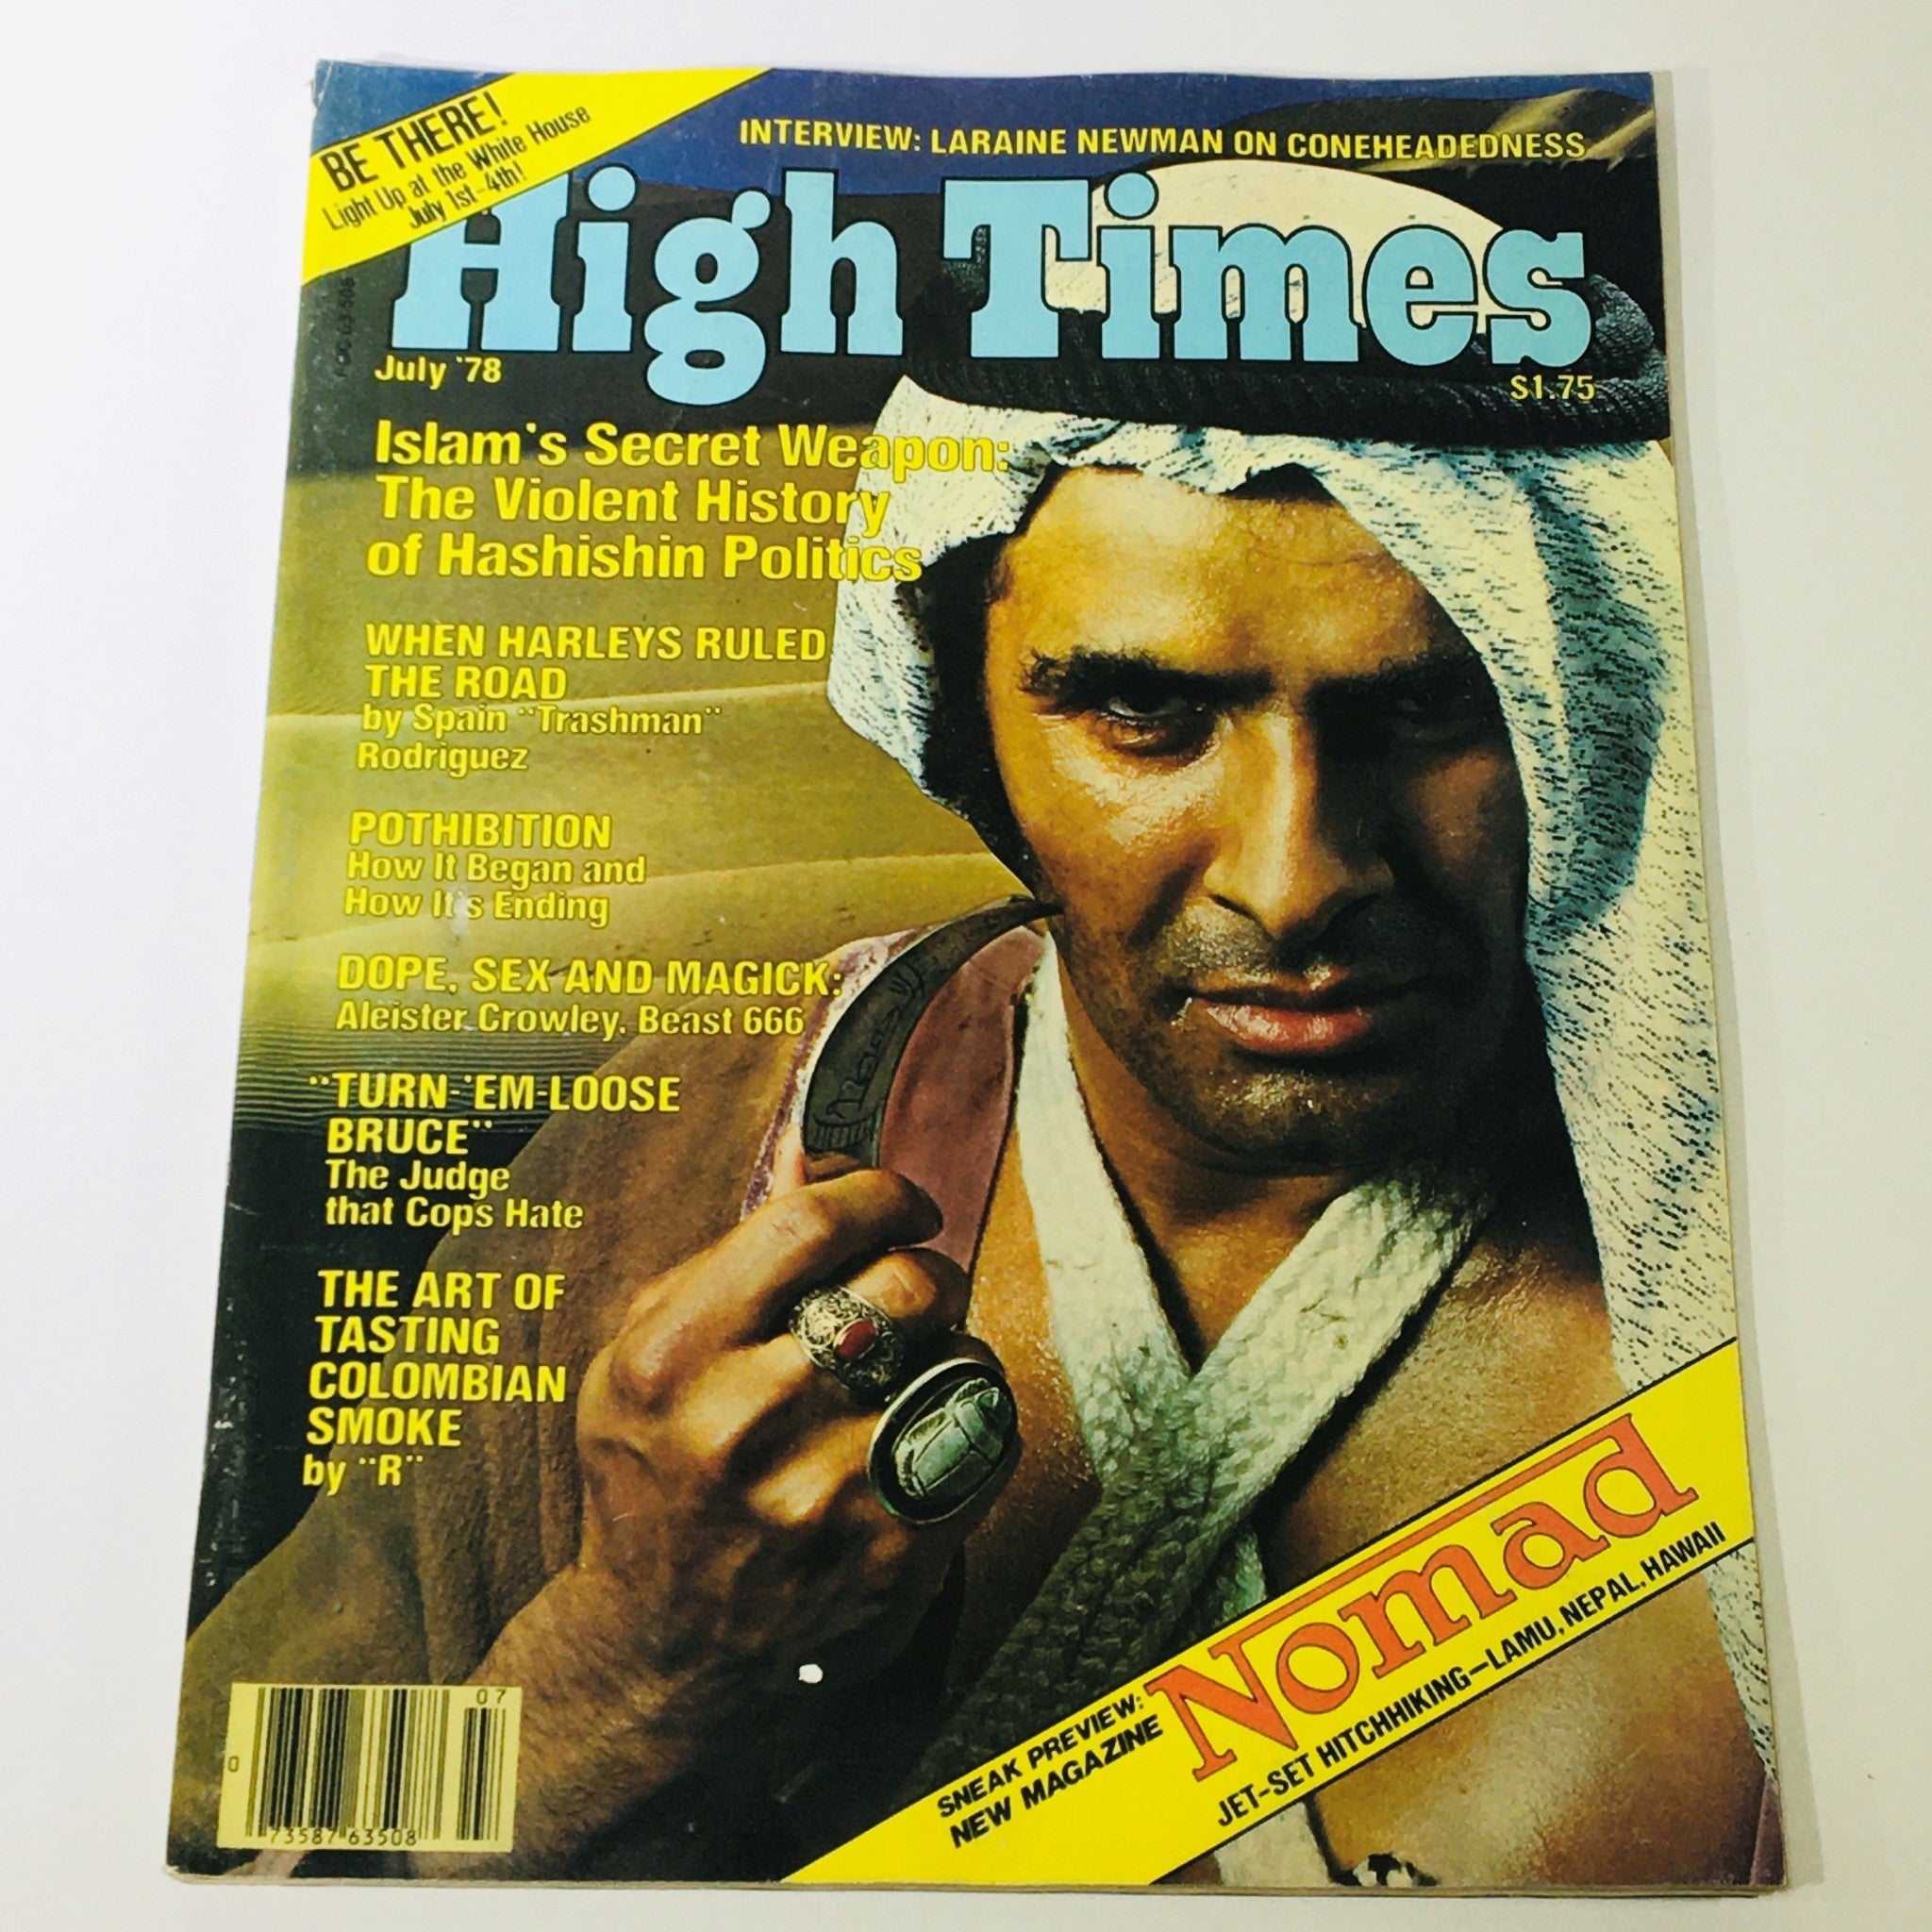 BE THERE!
Light Up at the White House
July 1st-4th!
INTERVIEW: LARAINE NEWMAN ON CONEHEADEDNESS
High Times
July '78
$1.75
Islam's Secret Weapon:
The Violent History
of Hashishin Politics
WHEN HARLEYS RULED
THE ROAD
by Spain "Trashman"
Rodriguez
POTHIBITION
How It Began and
How It's Ending
DOPE, SEX AND MAGICK:
Aleister Crowley, Beast 666
"TURN-'EM-LOOSE
BRUCE"
The Judge
that Cops Hate
THE ART OF
TASTING
COLOMBIAN
SMOKE
by "R"
SNEAK PREVIEW:
NEW MAGAZINE
Nomad
JET-SET HITCHHIKING—LAMU, NEPAL, HAWAII
07
0
73587 63508